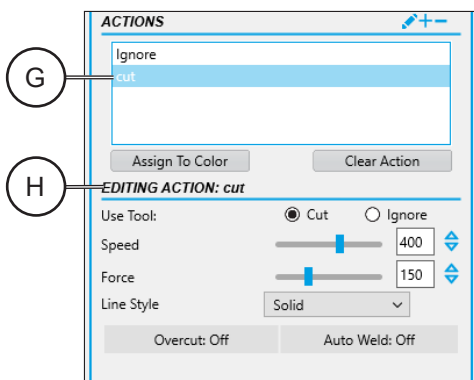 ACTIONS
Ignore
G
cut
Assign To Color Clear Action
H
EDITING ACTION: cut
Use Tool: Cut Ignore
Speed 400
Force 150
Line Style Solid
Overcut: Off Auto Weld: Off